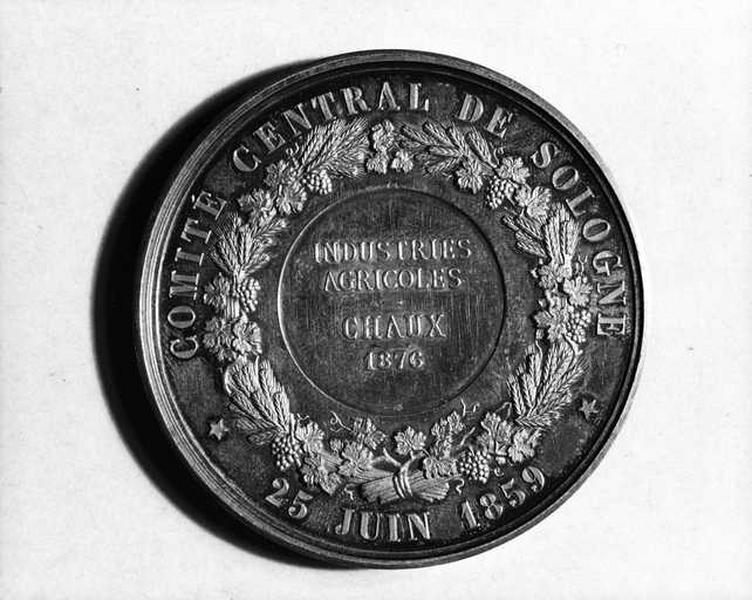 COMITÉ CENTRAL DE SOLOGNE
INDUSTRIES
AGRICOLES
CHAUX
1876
25 JUIN 1859